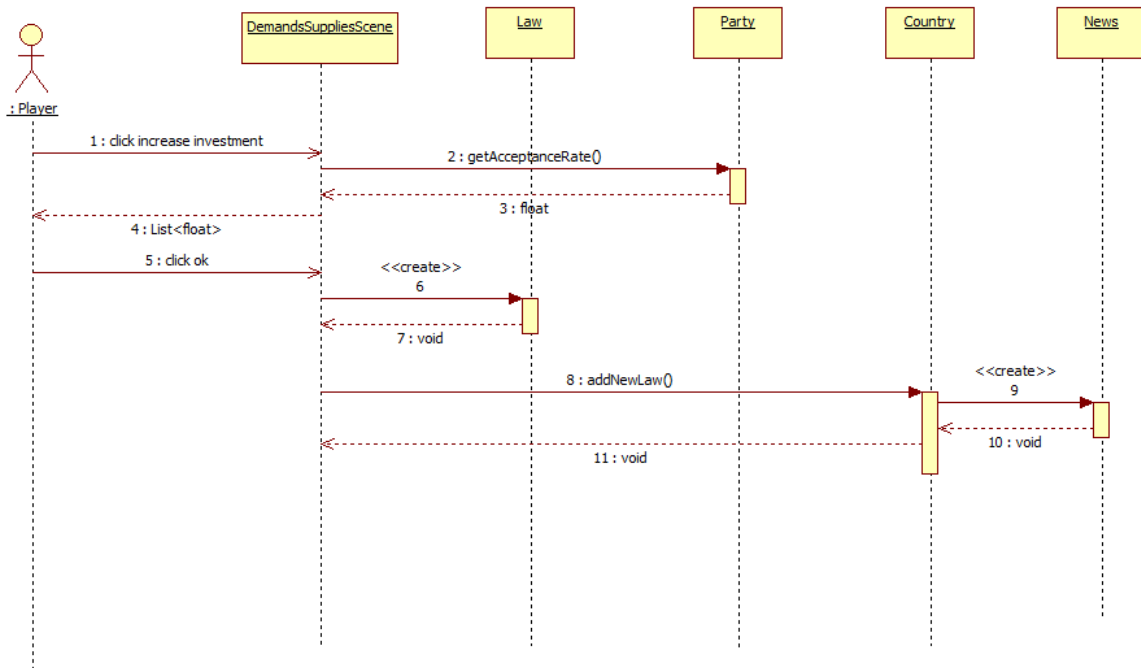 DemandsSuppliesScene
Law
Party
Country
News
: Player
1 : click increase investment
2 : getAcceptanceRate()
3 : float
4 : List<float>
5 : click ok
<<create>>
6
7 : void
8 : addNewLaw()
<<create>>
9
10 : void
11 : void